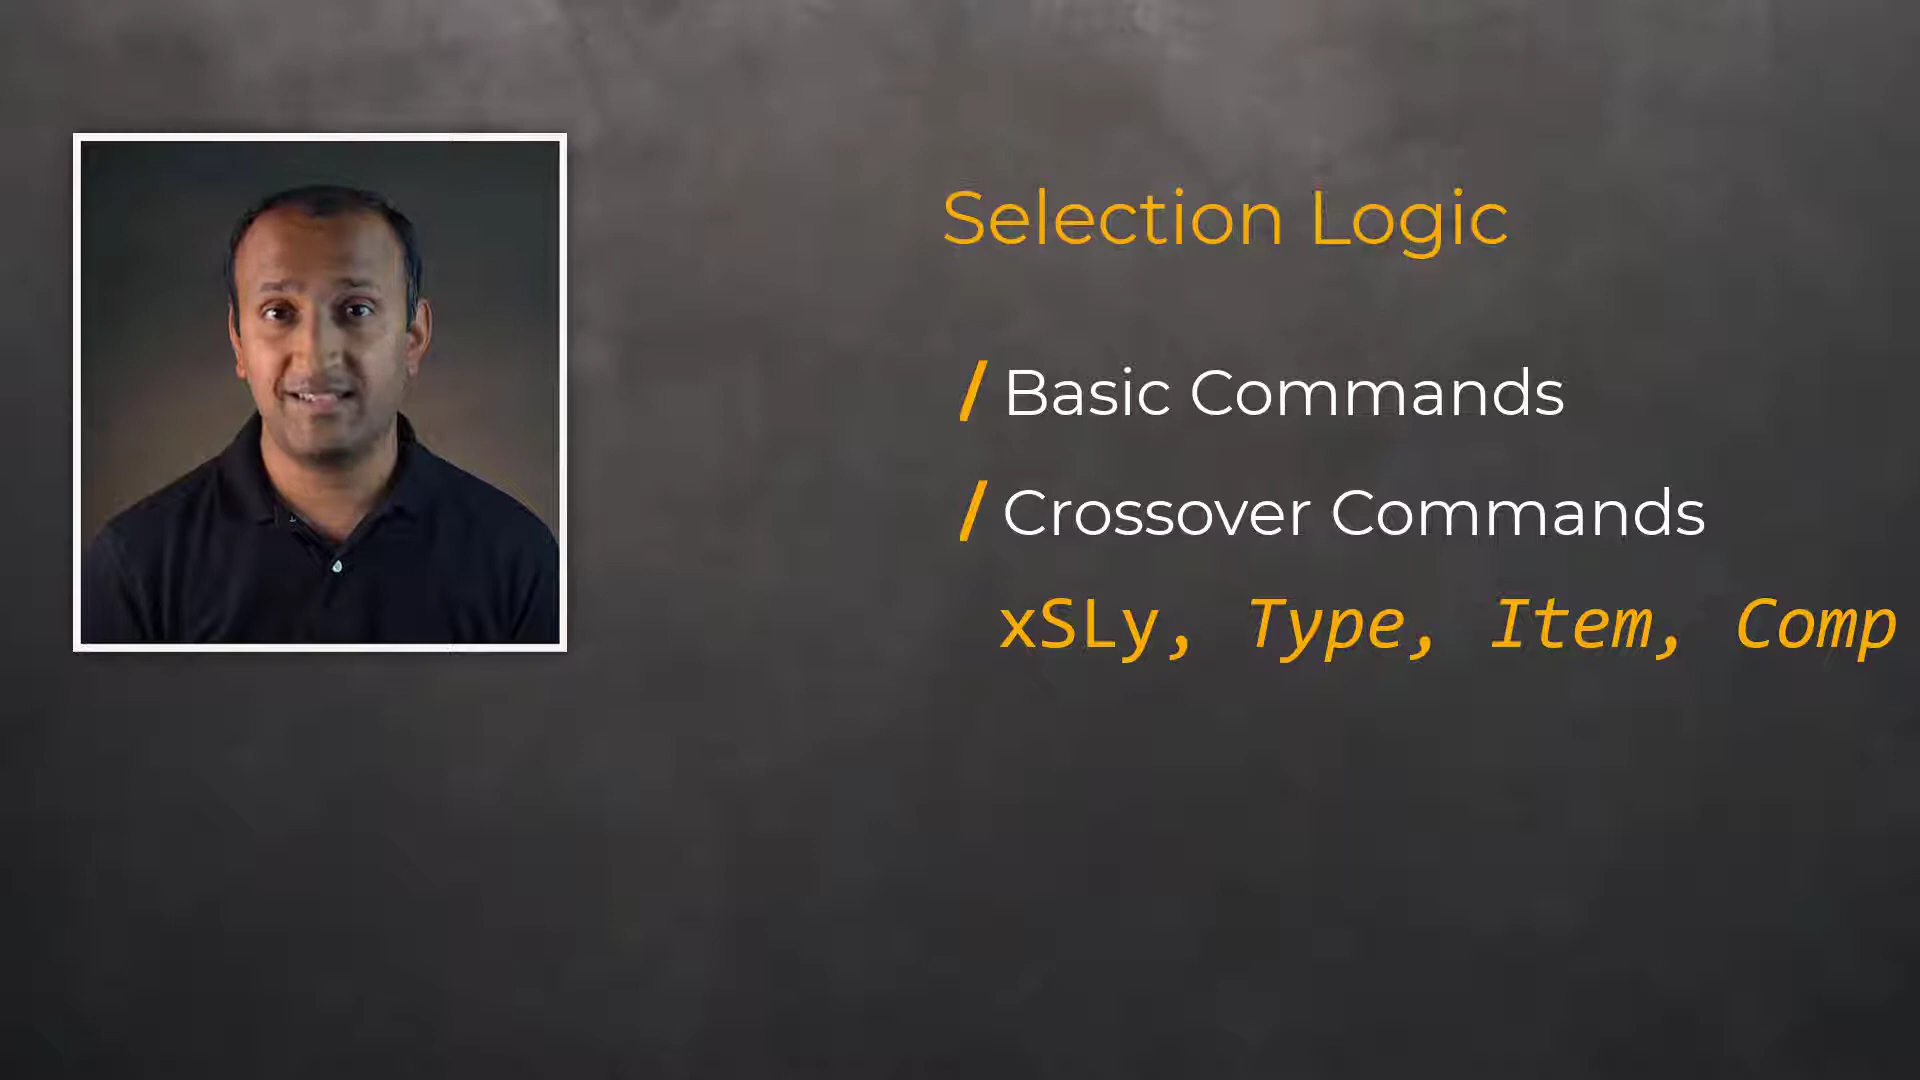 Selection Logic
/ Basic Commands
/ Crossover Commands
xSLy, Type, Item, Comp